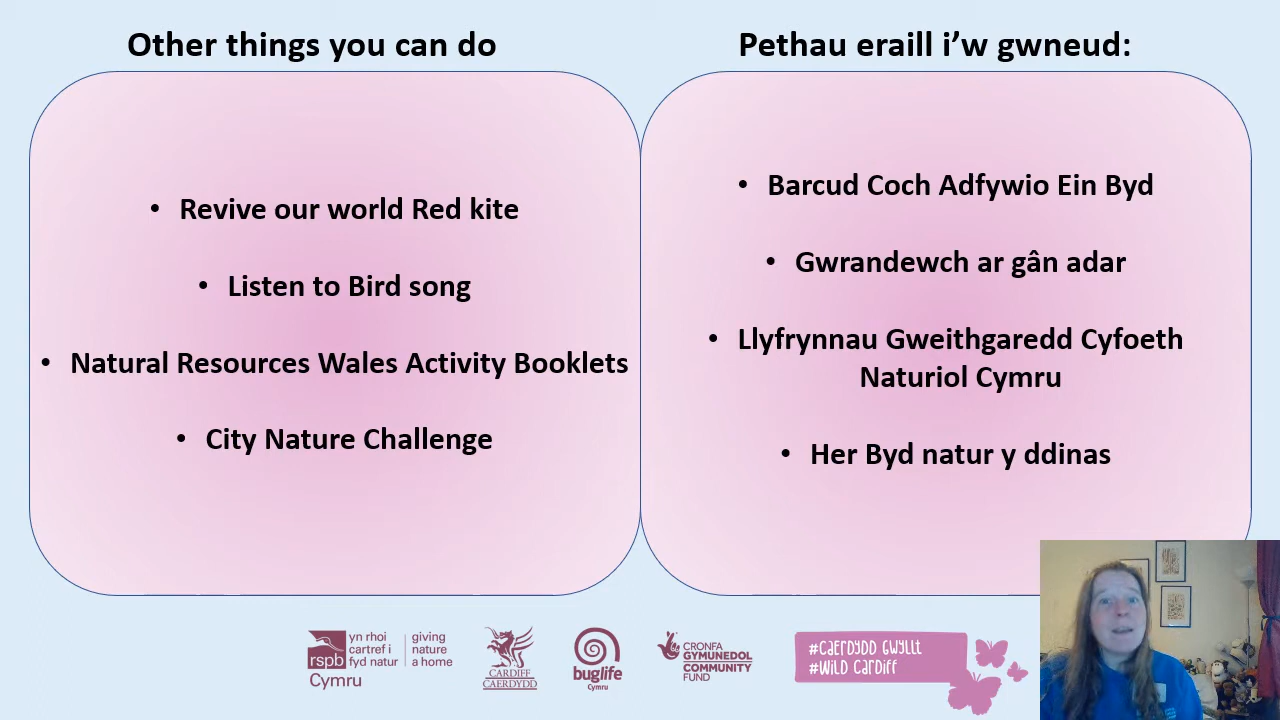 Other things you can do
• Revive our world Red kite
• Listen to Bird song
• Natural Resources Wales Activity Booklets
• City Nature Challenge
Pethau eraill i’w gwneud:
• Barcud Coch Adfywio Ein Byd
• Gwrandewch ar gân adar
• Llyfrynnau Gweithgaredd Cyfoeth
Naturiol Cymru
• Her Byd natur y ddinas
rspb
Cymru
yn rhoi
cartref i
fyd natur
giving
nature
a home
CARDIFF
CAERDYDD
buglife
Cymru
CRONFA
GYMUNEDOL
COMMUNITY
FUND
#Caerdydd Gwyllt
#Wild Cardiff